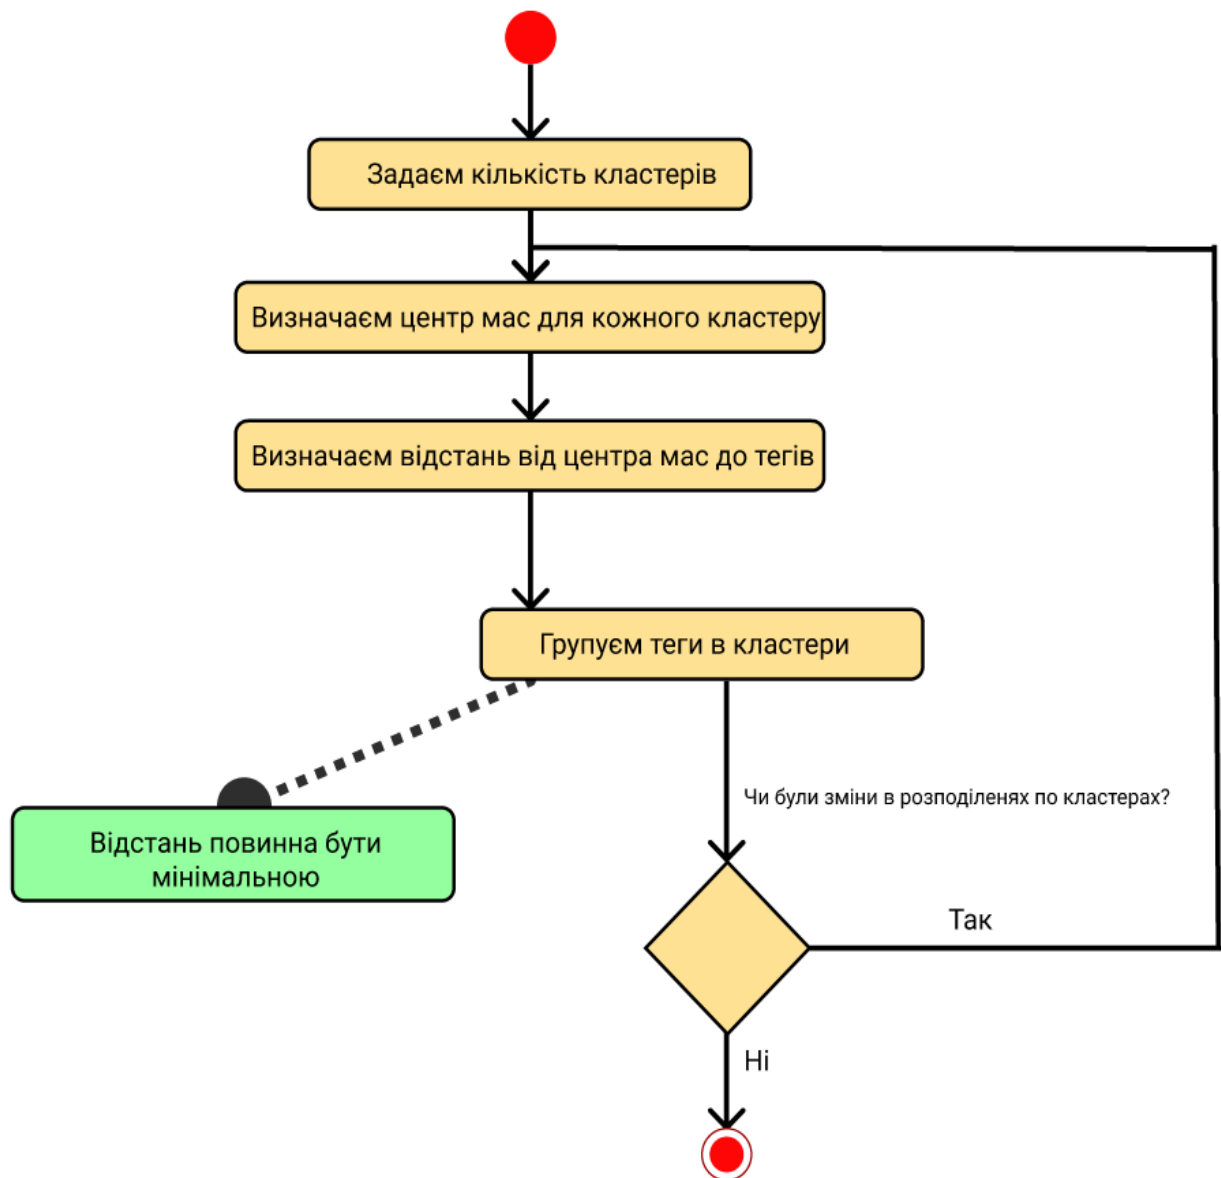 Задаєм кількість кластерів
Визначаєм центр мас для кожного кластеру
Визначаєм відстань від центра мас до тегів
Групуєм теги в кластери
Чи були зміни в розподіленях по кластерах?
Відстань повинна бути
мінімальною
Так
Ні